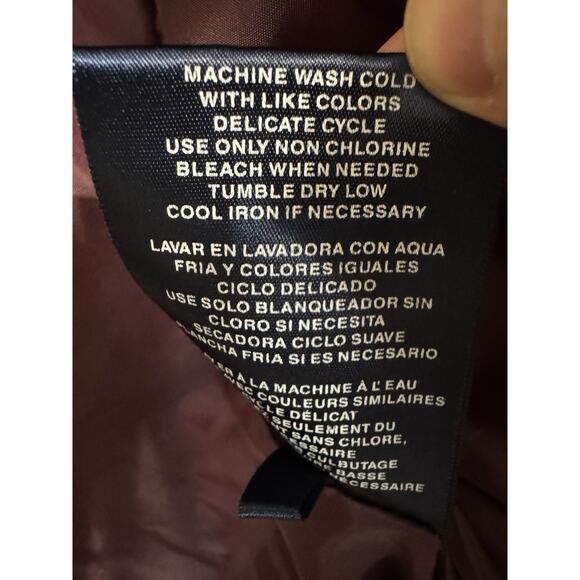 MACHINE WASH COLD
WITH LIKE COLORS
DELICATE CYCLE
USE ONLY NON CHLORINE
BLEACH WHEN NEEDED
TUMBLE DRY LOW
COOL IRON IF NECESSARY
LAVAR EN LAVADORA CON AQUA
FRIA Y COLORES IGUALES
CICLO DELICADO
USE SOLO BLANQUEADOR SIN
CLORO SI NECESITA
SECADORA CICLO SUAVE
PLANCHA FRIA SI ES NECESARIO
À LA MACHINE À L'EAU
COULEURS SIMILAIRES
DÉLICAT
SEULEMENT DU
SANS CHLORE,
CULBUTAGE
BASSE
NÉCESSAIRE